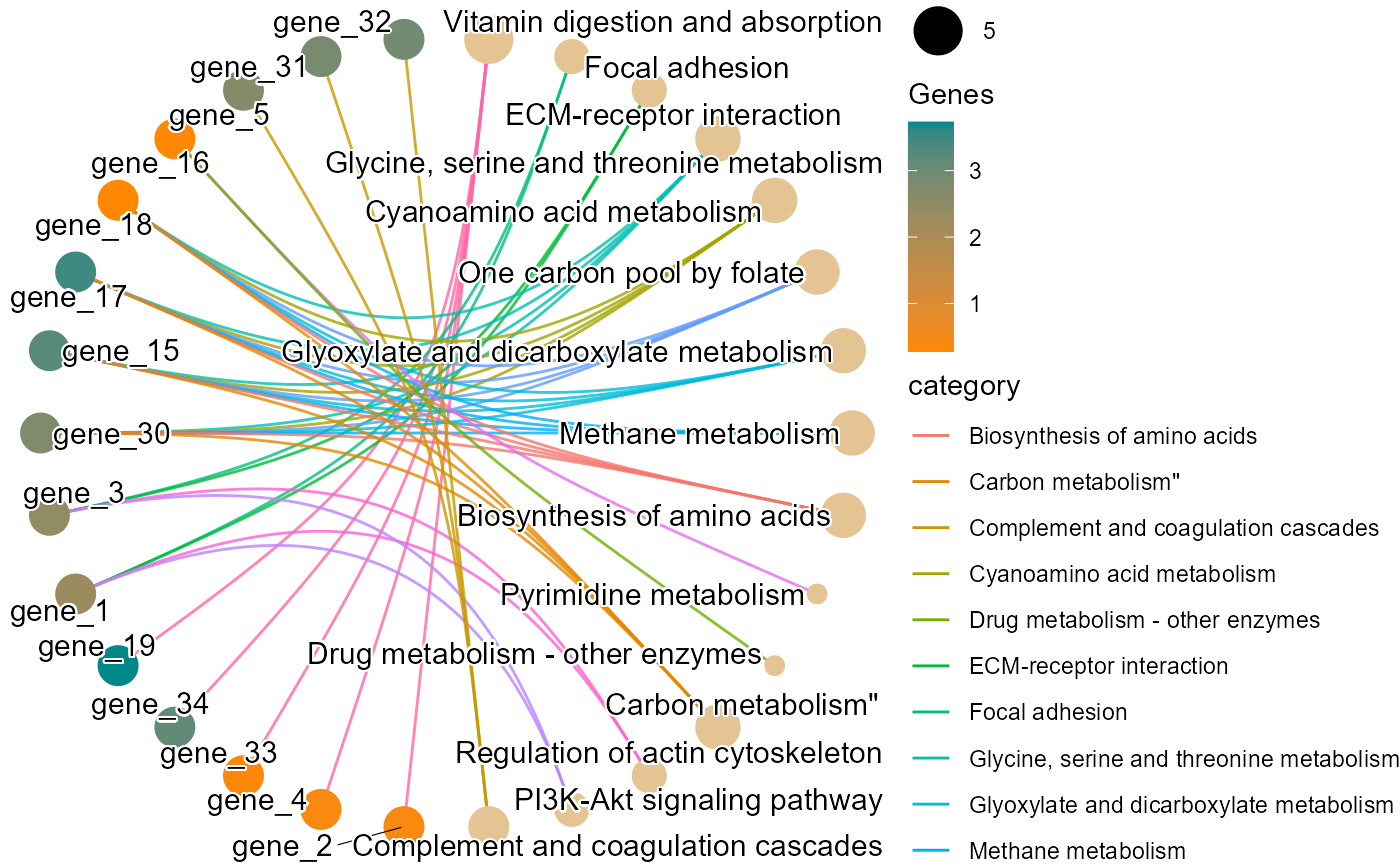 gene_32
Vitamin digestion and absorption
gene_31
Focal adhesion
gene_5
ECM-receptor interaction
gene_16
Glycine, serine and threonine metabolism
gene_18
Cyanoamino acid metabolism
gene_17
One carbon pool by folate
gene_15
Glyoxylate and dicarboxylate metabolism
gene_30
Methane metabolism
gene_3
Biosynthesis of amino acids
gene_1
Pyrimidine metabolism
gene_19
Drug metabolism - other enzymes
gene_34
Carbon metabolism"
gene_33
Regulation of actin cytoskeleton
gene_4
PI3K-Akt signaling pathway
gene_2
Complement and coagulation cascades
5
Genes
3
2
1
category
Biosynthesis of amino acids
Carbon metabolism"
Complement and coagulation cascades
Cyanoamino acid metabolism
Drug metabolism - other enzymes
ECM-receptor interaction
Focal adhesion
Glycine, serine and threonine metabolism
Glyoxylate and dicarboxylate metabolism
Methane metabolism